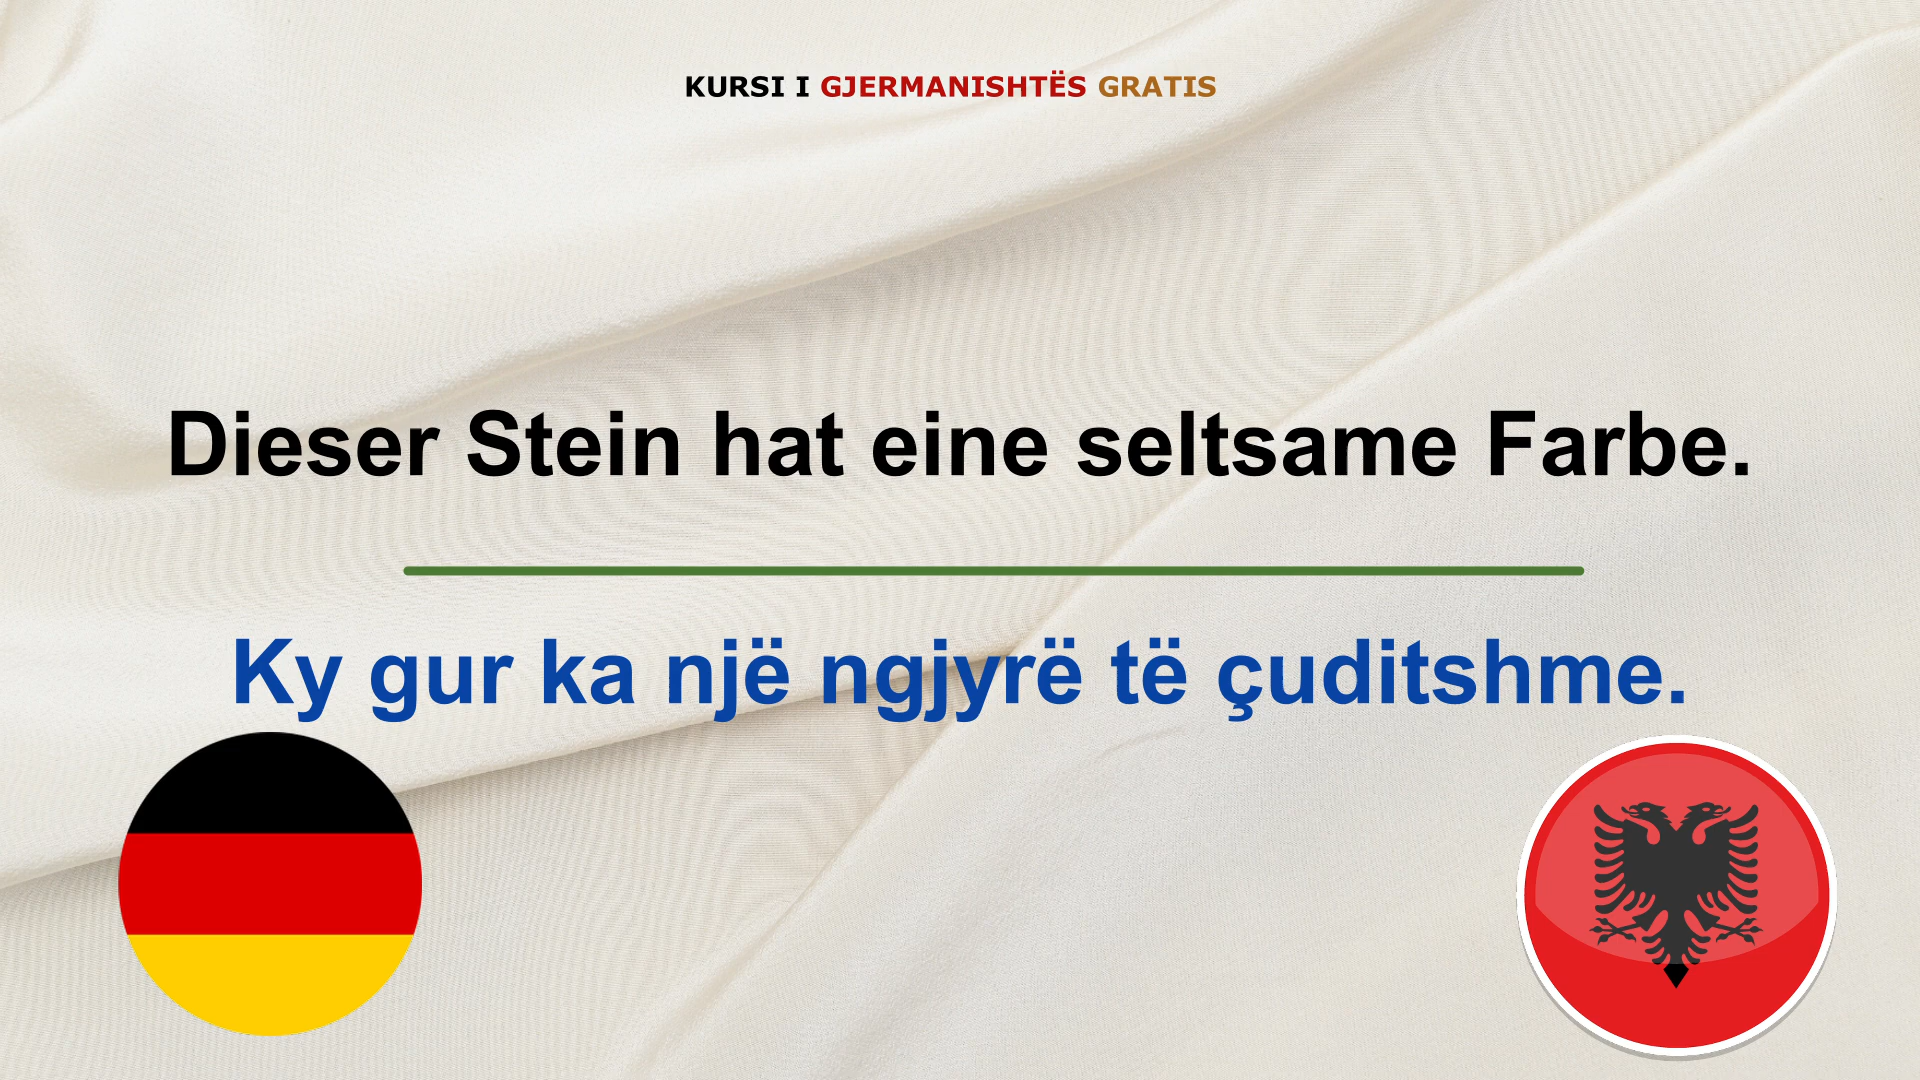 KURSI I GJERMANISHTËS GRATIS
Dieser Stein hat eine seltsame Farbe.
Ky gur ka një ngjyrë të çuditshme.